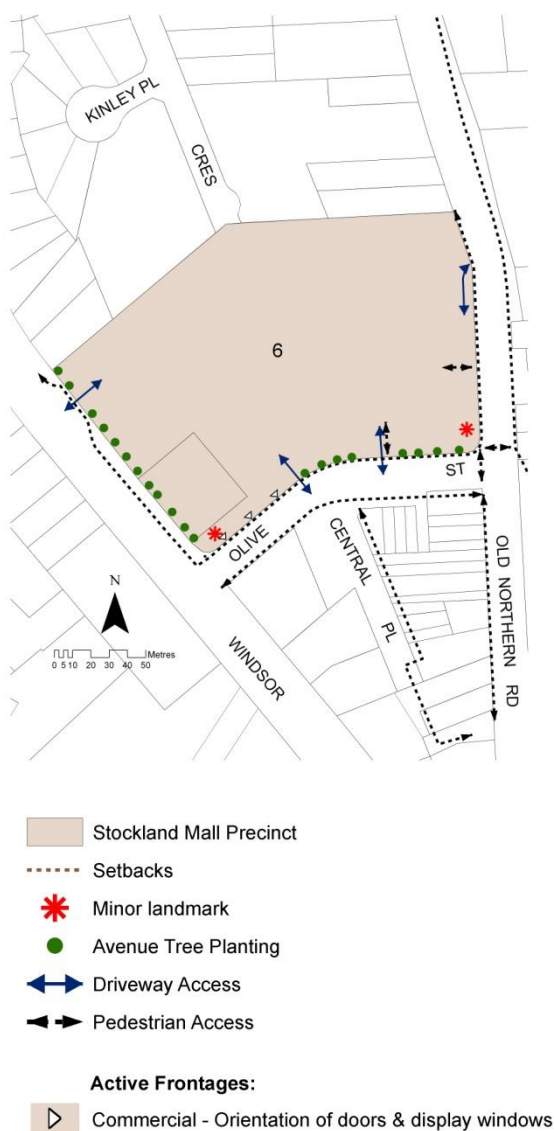 KINLEY PL
CRES
6
ST
OLIVE
CENTRAL
PL
OLD NORTHERN RD
WINDSOR
N
Metres
0 5 10 20 30 40 50
Stockland Mall Precinct
Setbacks
Minor landmark
Avenue Tree Planting
Driveway Access
Pedestrian Access
Active Frontages:
Commercial - Orientation of doors & display windows